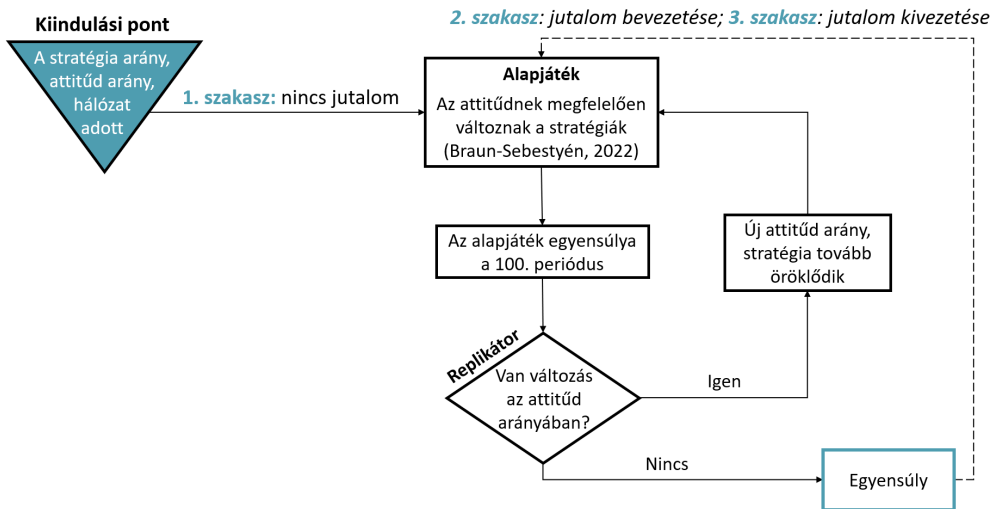 2. szakasz: jutalom bevezetése; 3. szakasz: jutalom kivezetése
Kiindulási pont
A stratégia arány,
attitűd arány,
hálózat
adott
1. szakasz: nincs jutalom
Alapjáték
Az attitűdnek megfelelően
változnak a stratégiák
(Braun-Sebestyén, 2022)
Az alapjáték egyensúlya
a 100. periódus
Új attitűd arány,
stratégia tovább
öröklődik
Replikátor
Van változás
az attitűd
arányában?
Igen
Nincs
Egyensúly